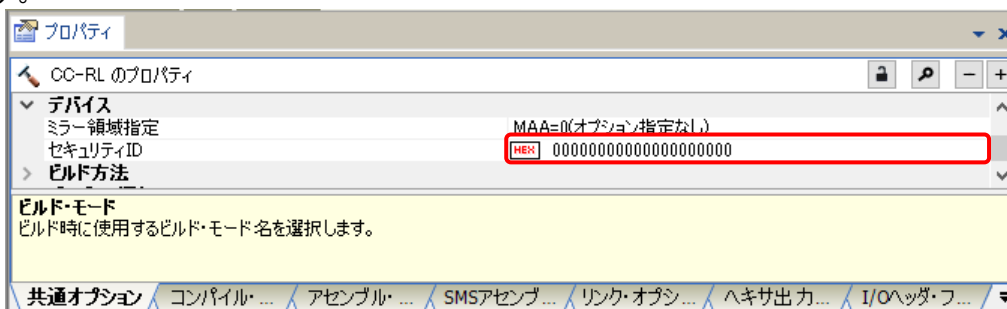 。
プロパティ
CC-RL のプロパティ
デバイス
ミラー領域指定 MAA=0(オプション指定なし)
セキュリティID HEX 00000000000000000000
ビルド方法
ビルド・モード
ビルド時に使用するビルド・モード名を選択します。
共通オプション コンパイル・... アセンブル・... SMSアセンブ... リンク・オプシ... ヘキサ出力... I/Oヘッダ・フ...